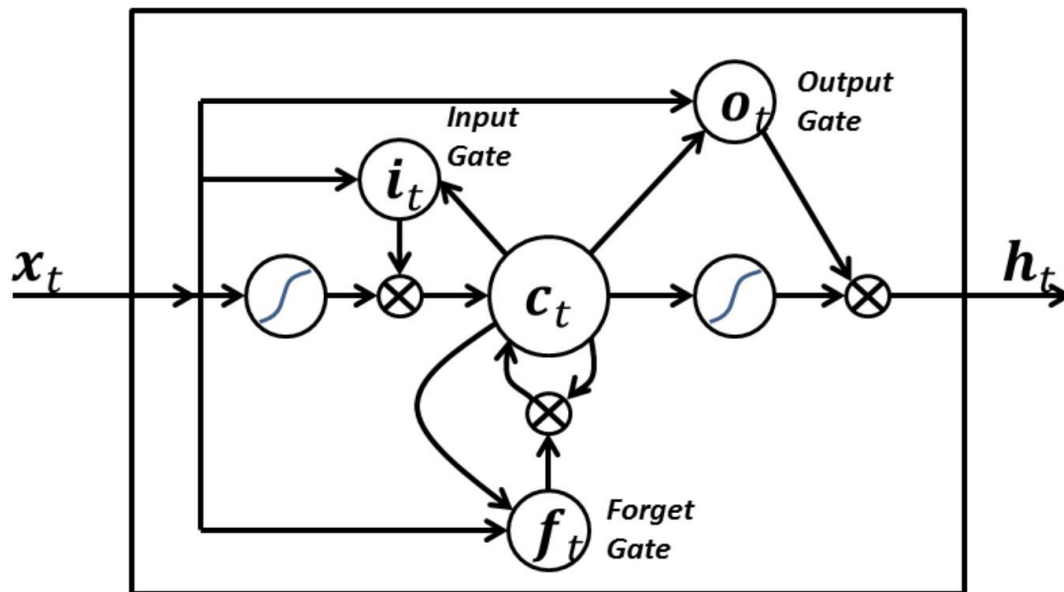 Output
Gate
o_t
Input
Gate
i_t
x_t
c_t
h_t
f_t
Forget
Gate